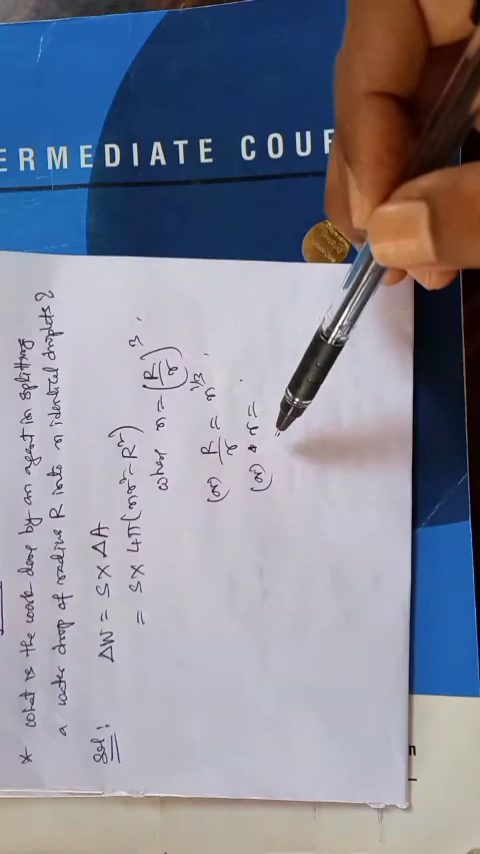 ERMEDIATE COUR
* What is the work done by an agent in splitting
a water drop of radius R into n identical droplets?
Sol: ΔW = S × ΔA
= S × 4π(nr² - R²)
where n = (R/r)³.
(or) R/r = n^1/3.
(or) r =